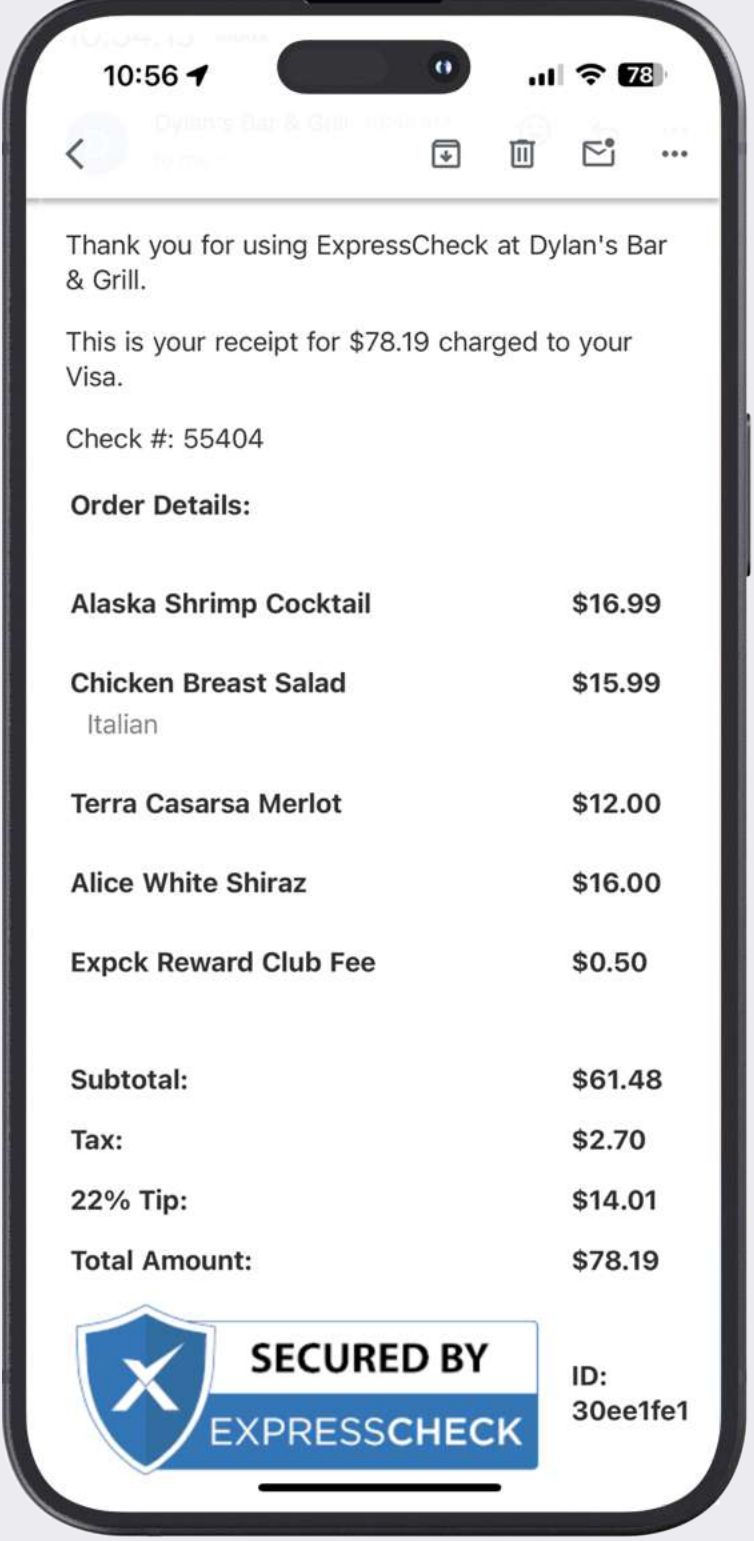 10:56
78
Dylan's Bar & Grill
Thank you for using ExpressCheck at Dylan's Bar
& Grill.
This is your receipt for $78.19 charged to your
Visa.
Check #: 55404
Order Details:
Alaska Shrimp Cocktail $16.99
Chicken Breast Salad $15.99
Italian
Terra Casarsa Merlot $12.00
Alice White Shiraz $16.00
Expck Reward Club Fee $0.50
Subtotal: $61.48
Tax: $2.70
22% Tip: $14.01
Total Amount: $78.19
SECURED BY
EXPRESSCHECK
ID:
30ee1fe1